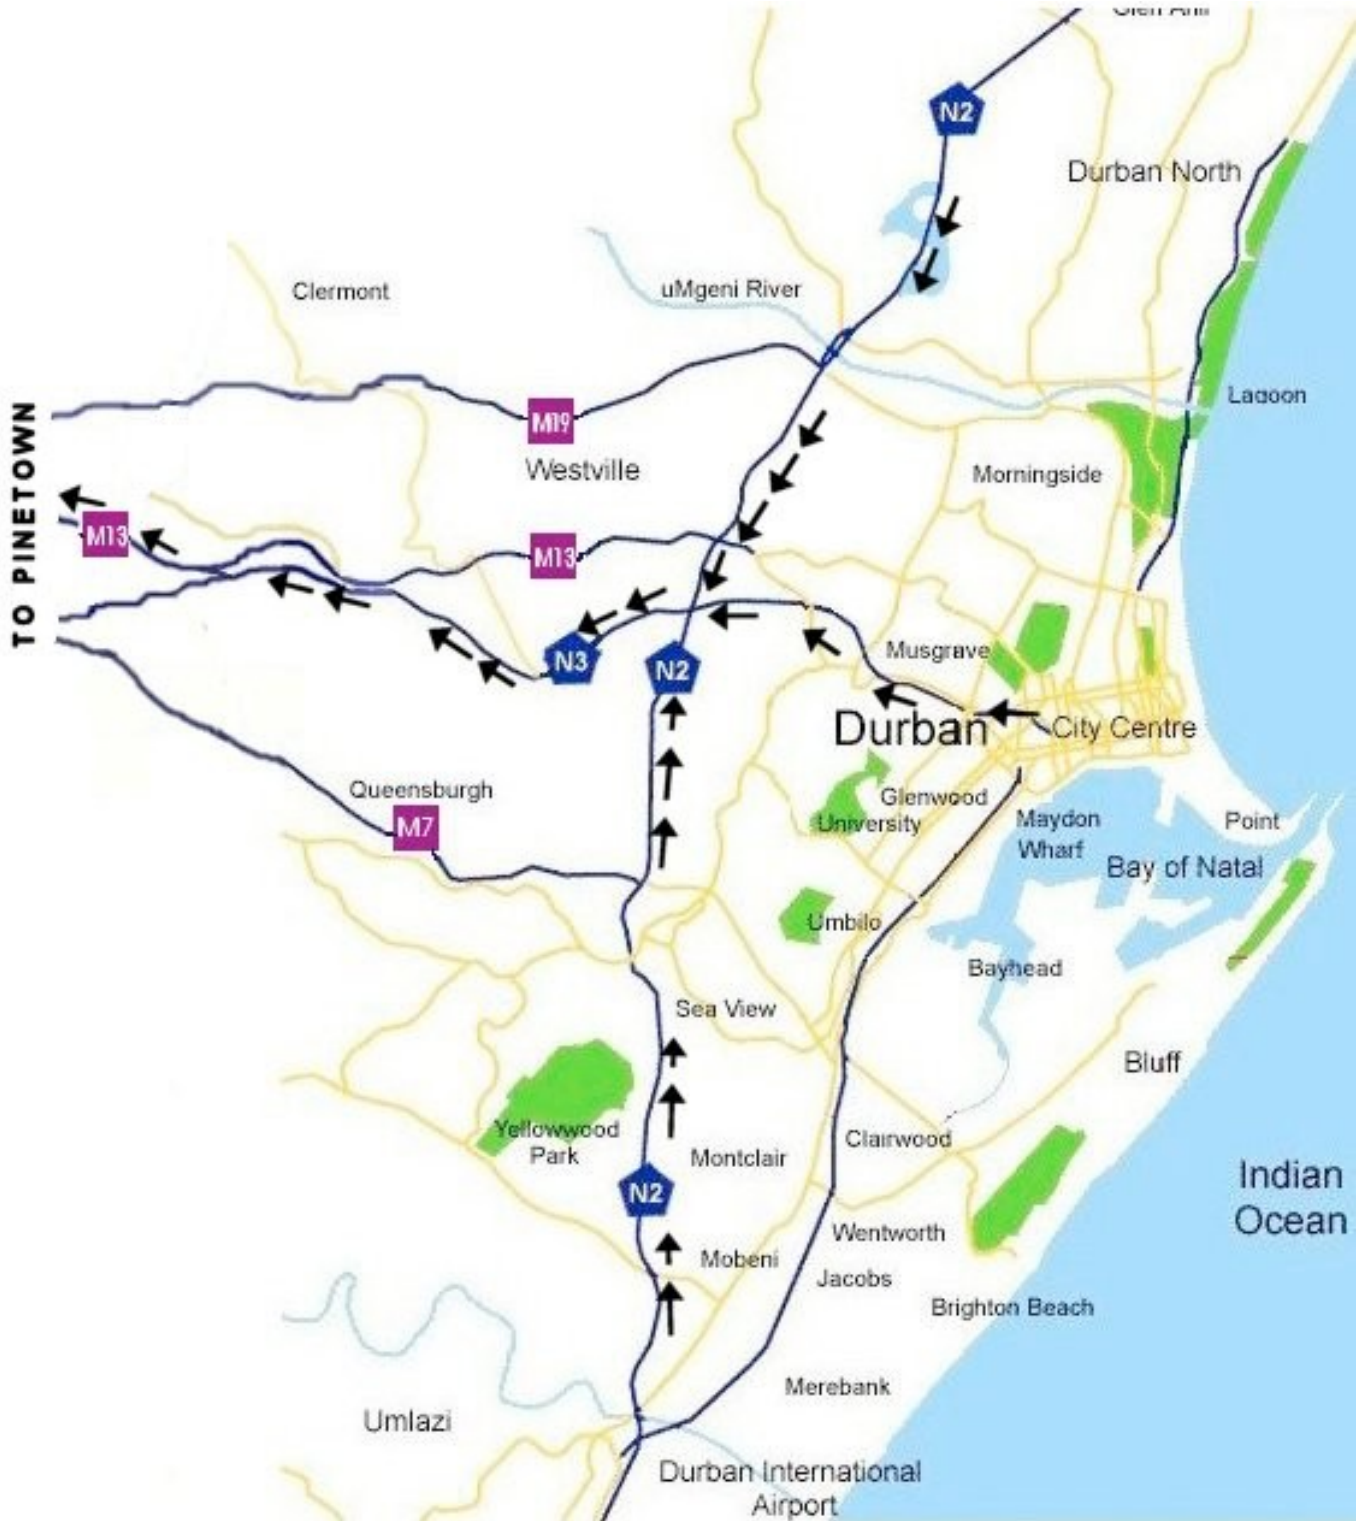 N2
Durban North
Clermont
uMgeni River
Lagoon
M19
Westville
Morningside
TO PINETOWN
M13
M13
Musgrave
N3
N2
Durban
City Centre
Queensburgh
M7
Glenwood
University
Maydon
Wharf
Point
Bay of Natal
Umbilo
Bayhead
Sea View
Bluff
Yellowwood
Park
Clairwood
Montclair
N2
Indian
Ocean
Wentworth
Mobeni
Jacobs
Brighton Beach
Merebank
Umlazi
Durban International
Airport